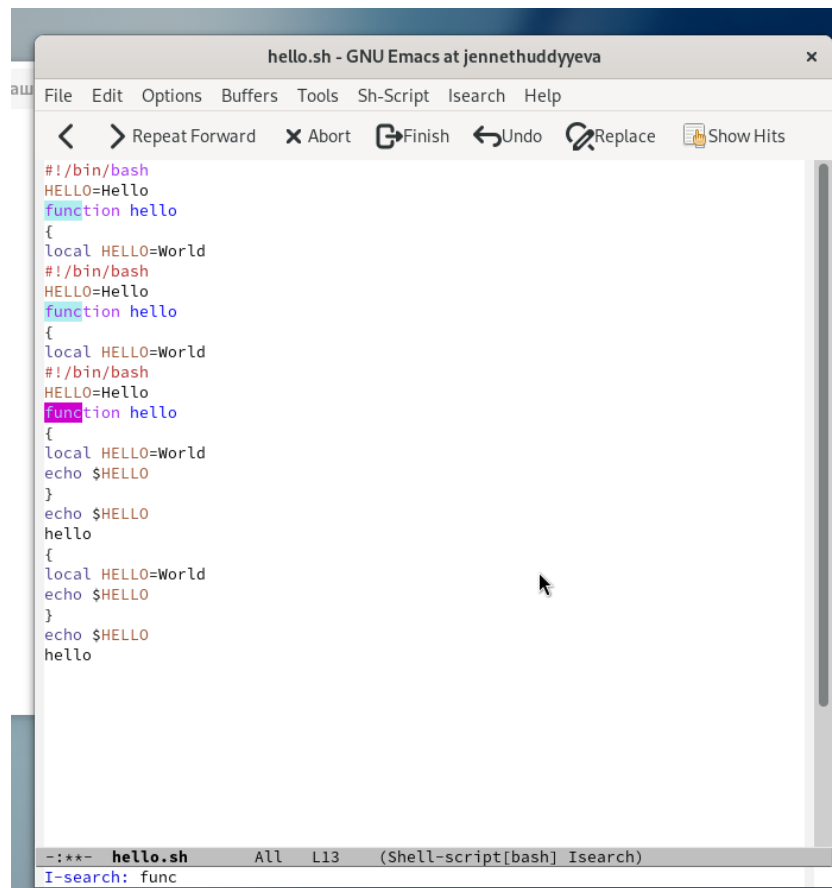 hello.sh - GNU Emacs at jennethuddyyeva ×
аш
File Edit Options Buffers Tools Sh-Script Isearch Help
Repeat Forward Abort Finish Undo Replace Show Hits
#!/bin/bash
HELLO=Hello
function hello
{
local HELLO=World
#!/bin/bash
HELLO=Hello
function hello
{
local HELLO=World
#!/bin/bash
HELLO=Hello
function hello
{
local HELLO=World
echo $HELLO
}
echo $HELLO
hello
{
local HELLO=World
echo $HELLO
}
echo $HELLO
hello
-:**- hello.sh All L13 (Shell-script[bash] Isearch)
I-search: func